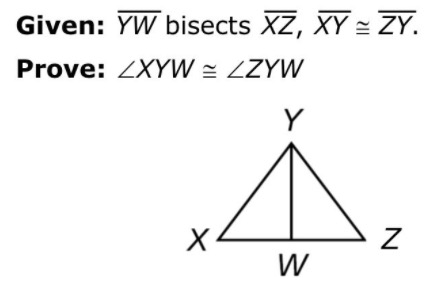 Given: YW bisects XZ, XY ≅ ZY.
Prove: ∠XYW ≅ ∠ZYW
Y
X
Z
W